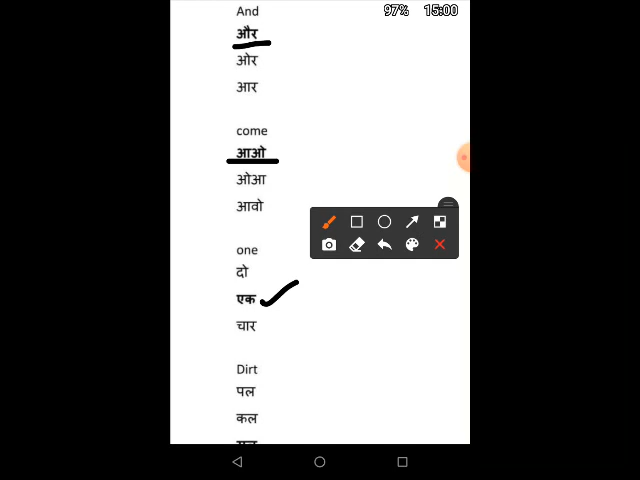 97% 15:00
And
और
ओर
आर
come
आओ
ओआ
आवो
one
दो
एक
चार
Dirt
पल
कल